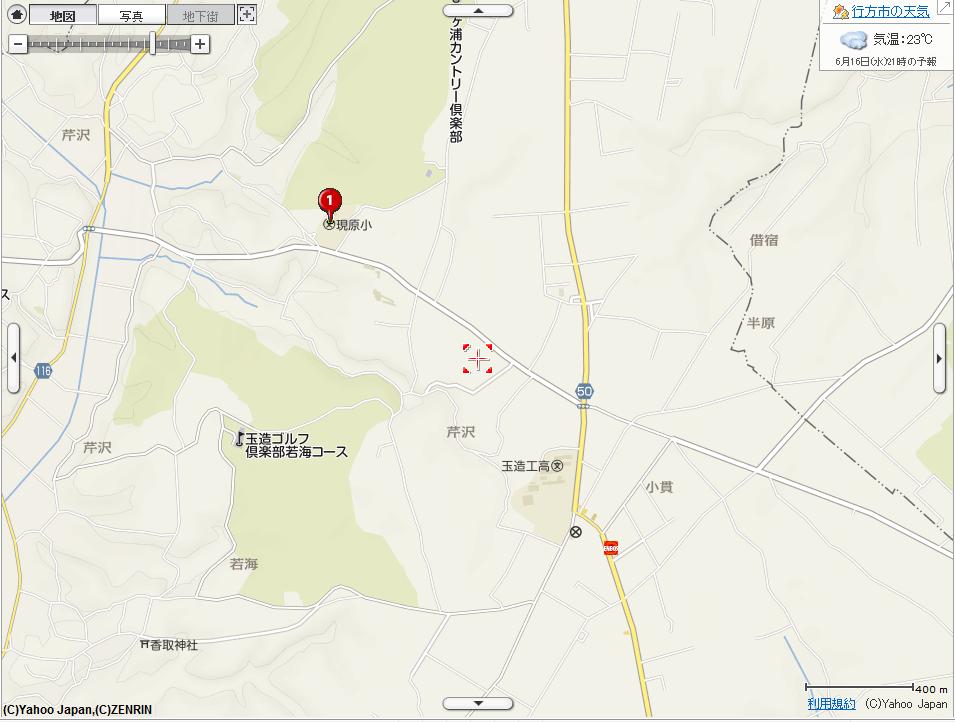 地図 写真 地下街
行方市の天気
気温:23℃
6月16日(水)21時の予報
ヶ浦カントリー倶楽部
芹沢
1
現原小
借宿
ス
半原
116
50
玉造ゴルフ
倶楽部若海コース
芹沢
芹沢
玉造工高
小貫
ENEOS
若海
香取神社
400 m
利用規約 (C)Yahoo Japan
(C)Yahoo Japan,(C)ZENRIN